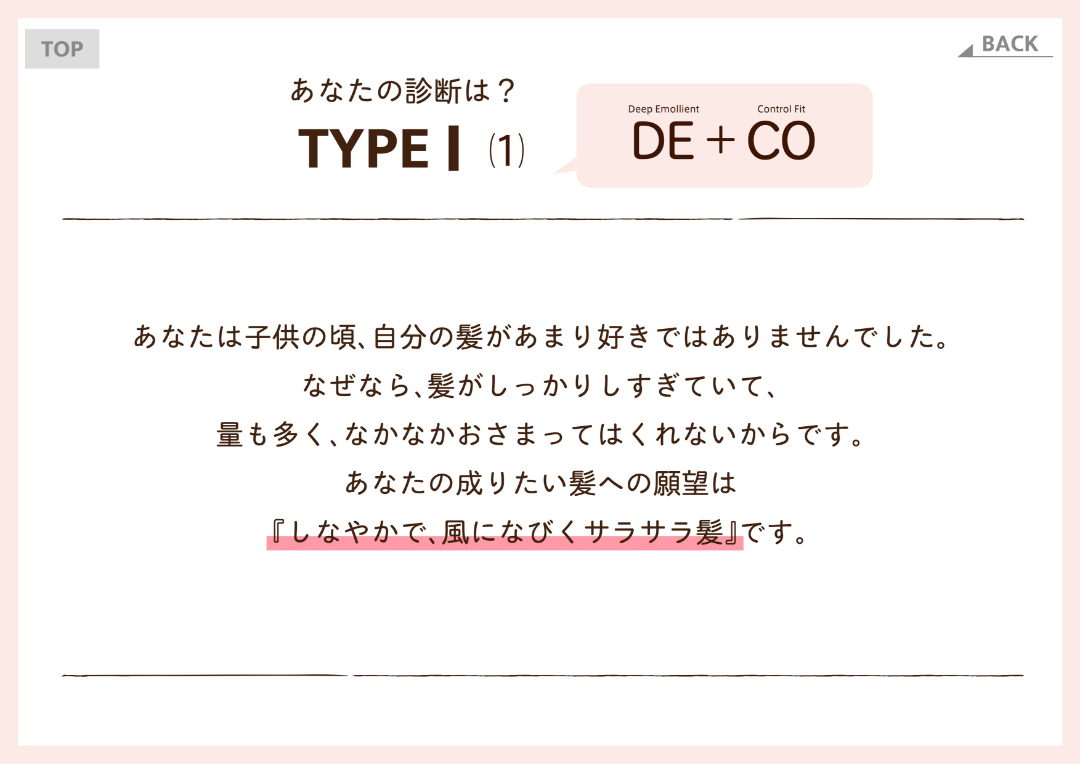 TOP
BACK
あなたの診断は？
TYPE I (1)
Deep Emollient
Control Fit
DE + CO
あなたは子供の頃、自分の髪があまり好きではありませんでした。
なぜなら、髪がしっかりしすぎていて、
量も多く、なかなかおさまってはくれないからです。
あなたの成りたい髪への願望は
『しなやかで、風になびくサラサラ髪』です。